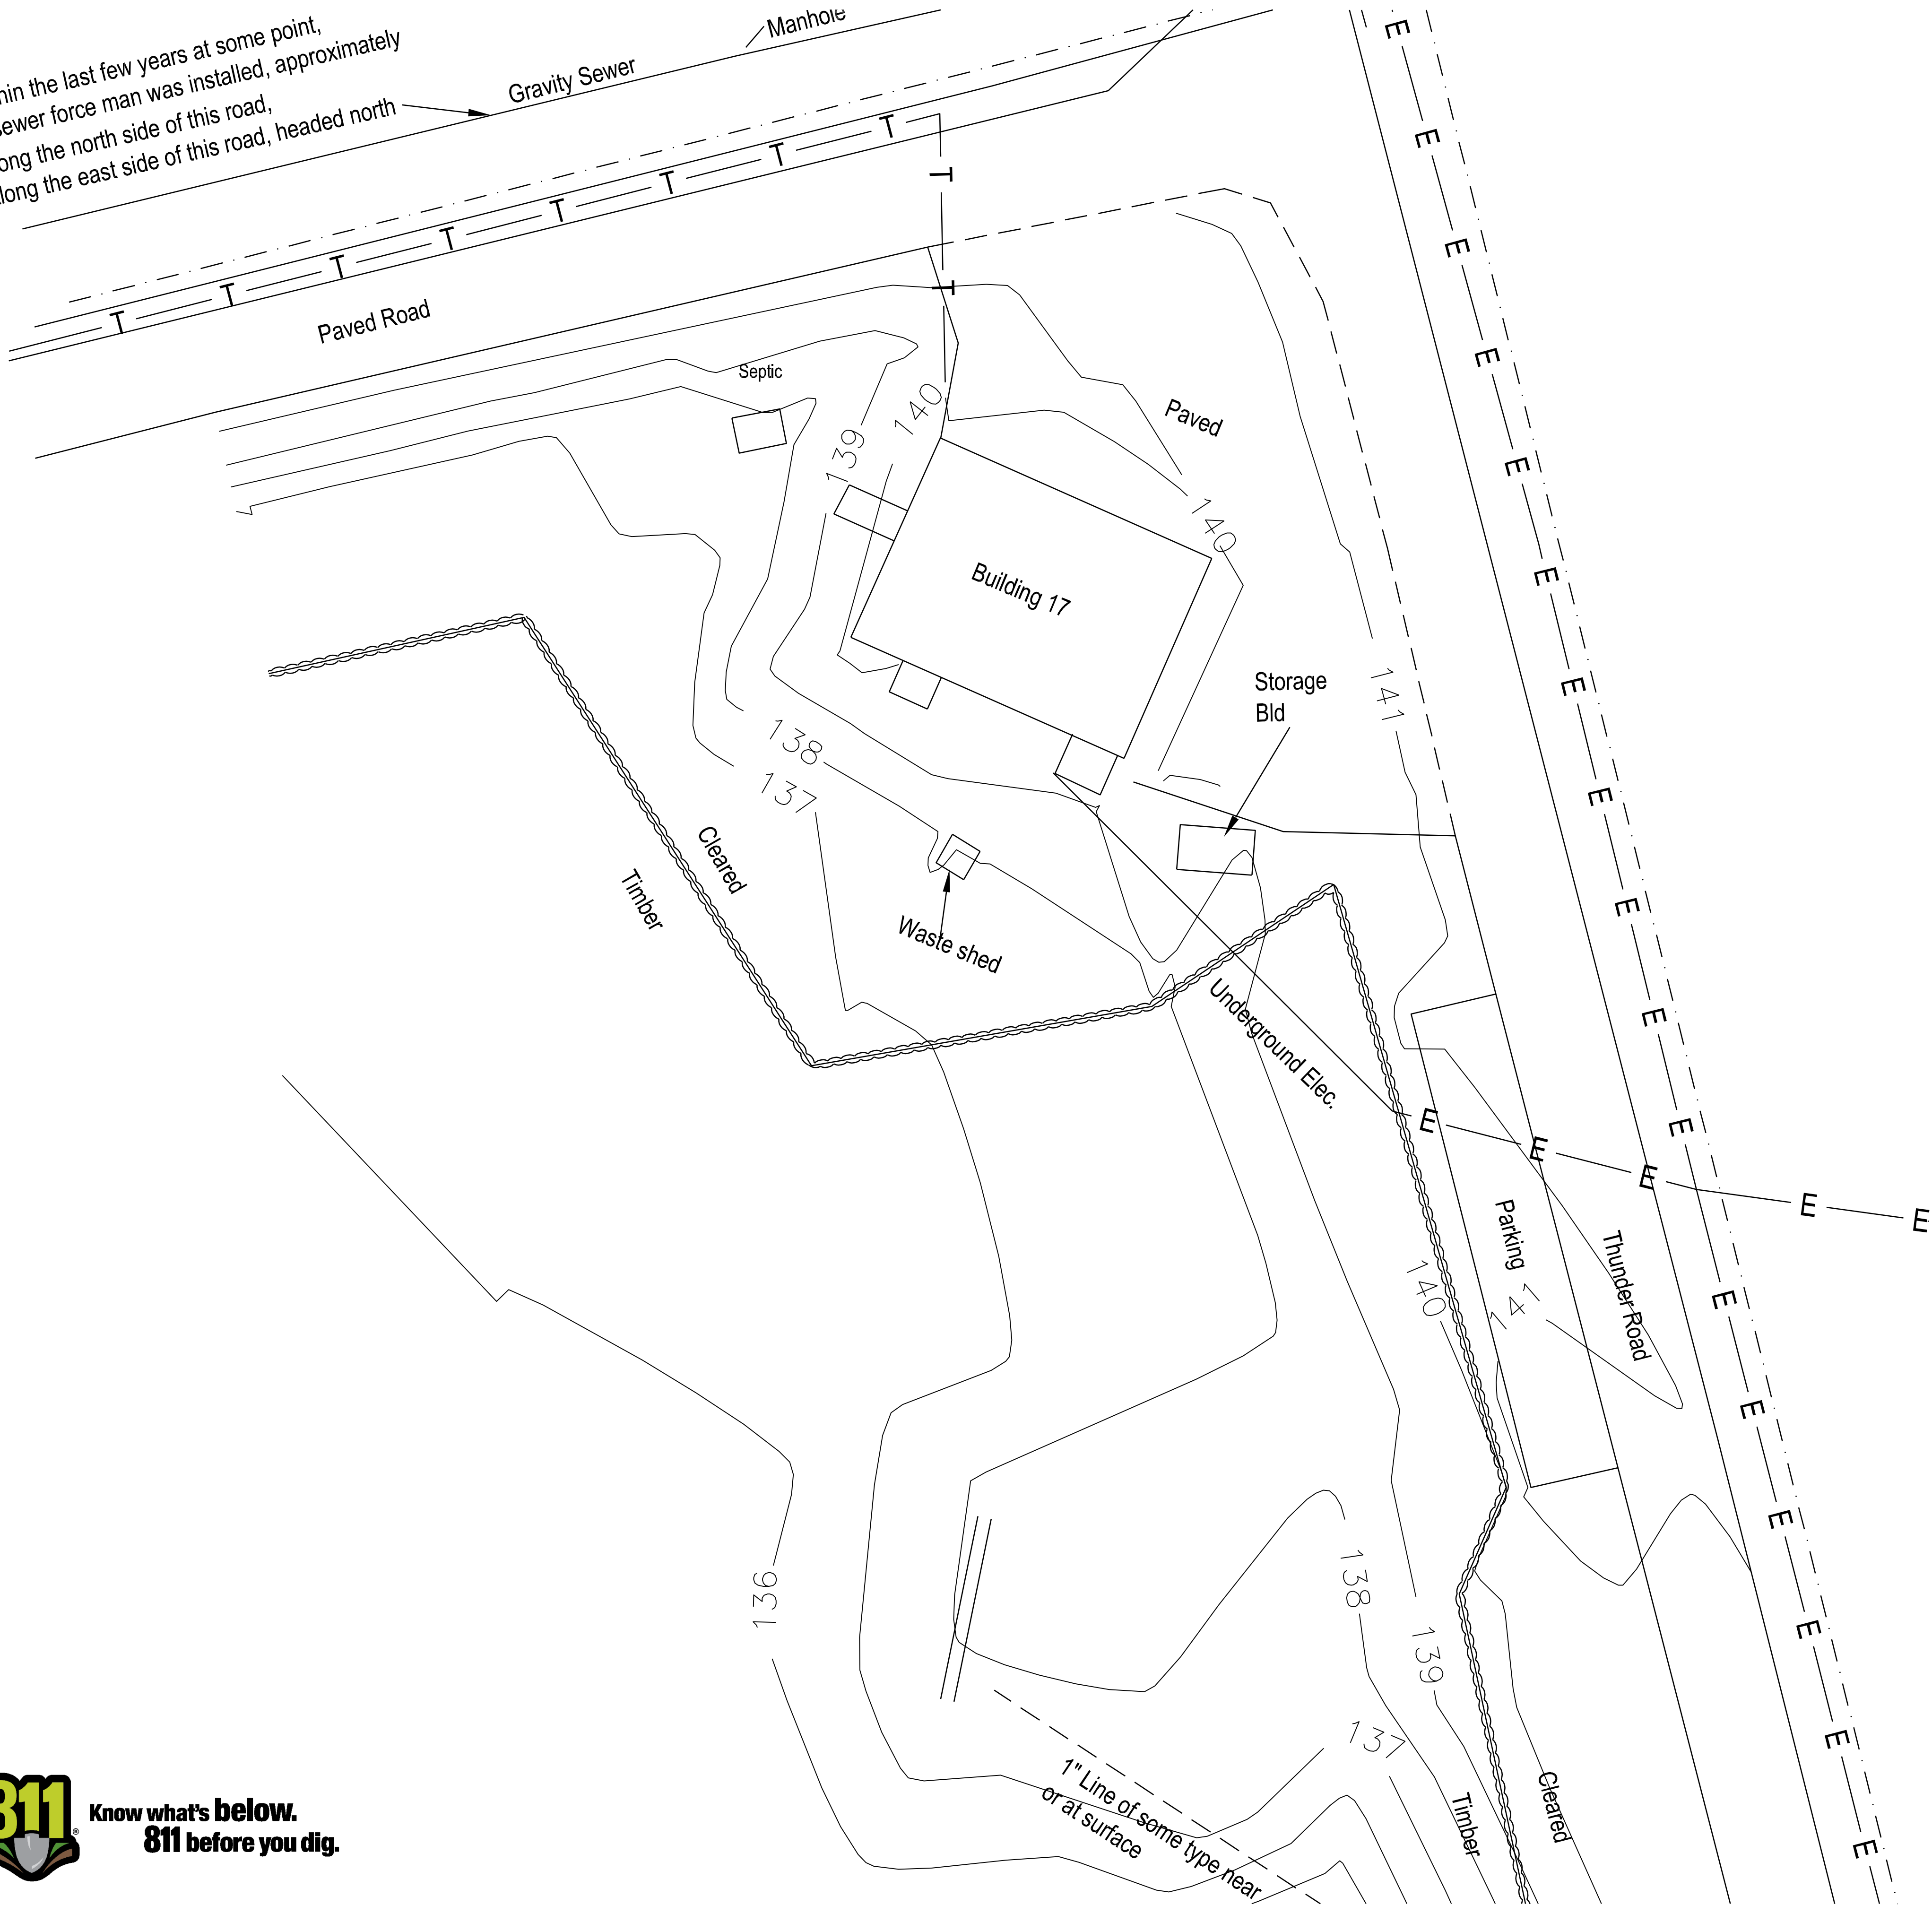 the last few years at some point,
sewer force man was installed, approximately
the north side of this road,
the east side of this road, headed north
Manhole
Gravity Sewer
T T T T T T T T
T
T
Paved Road
Septic
139
140
Paved
140
Building 17
Storage
Bld
141
138
137
Cleared
Timber
Waste shed
Underground Elec.
E E E E E
E E E E E E E E E E E E E E E E E
Parking
Thunder Road
140
141
136
138
139
137
1" Line of some type near
or at surface
Timber
Cleared
811
®
Know what's below.
811 before you dig.